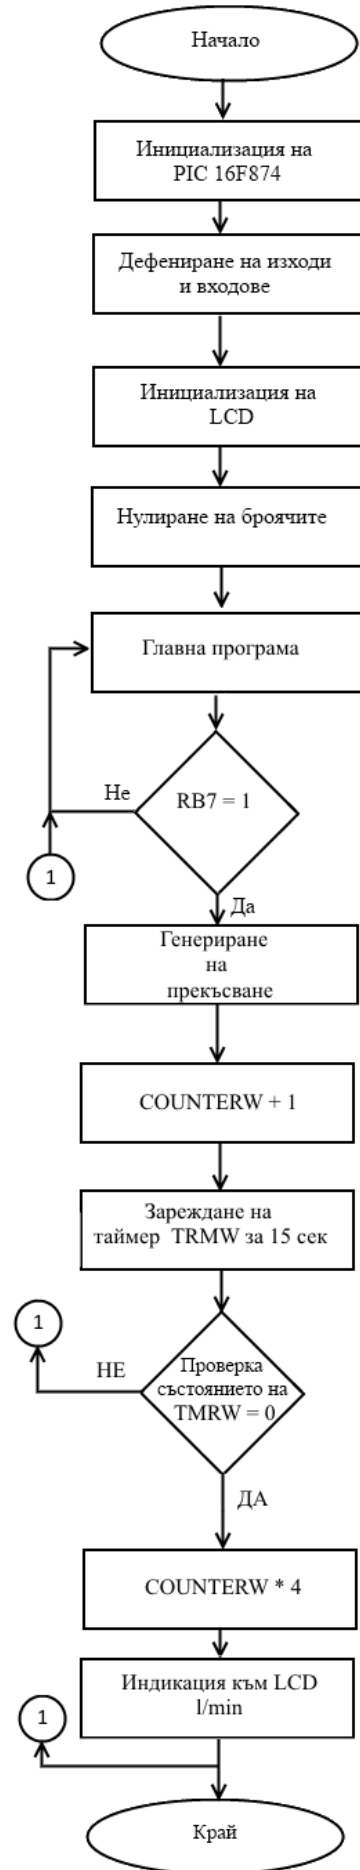 Начало
Инициализация на
PIC 16F874
Дефениране на изходи
и входове
Инициализация на
LCD
Нулиране на броячите
Главна програма
Не
RB7 = 1
1
Да
Генериране
на
прекъсване
COUNTERW + 1
Зареждане на
таймер TRMW за 15 сек
1
НЕ
Проверка
състоянието на
TMRW = 0
ДА
COUNTERW * 4
Индикация към LCD
l/min
1
Край